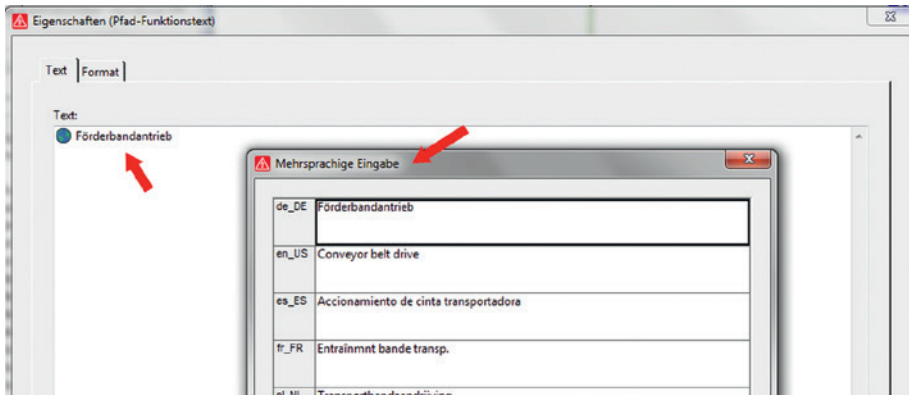 Eigenschaften (Pfad-Funktionstext)
Text Format
Text:
Förderbandantrieb
Mehrsprachige Eingabe
de_DE Förderbandantrieb
en_US Conveyor belt drive
es_ES Accionamiento de cinta transportadora
fr_FR Entraînmnt bande transp.